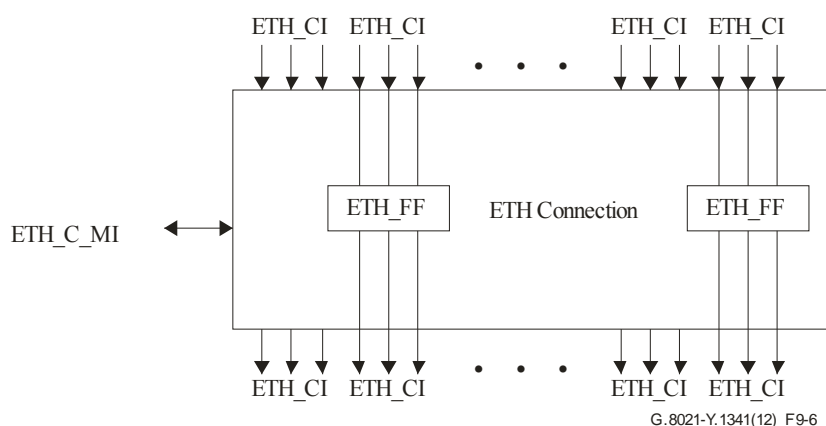 ETH_CI ETH_CI ETH_CI ETH_CI
ETH_FF ETH Connection ETH_FF
ETH_C_MI
ETH_CI ETH_CI ETH_CI ETH_CI
G.8021-Y.1341(12)_F9-6